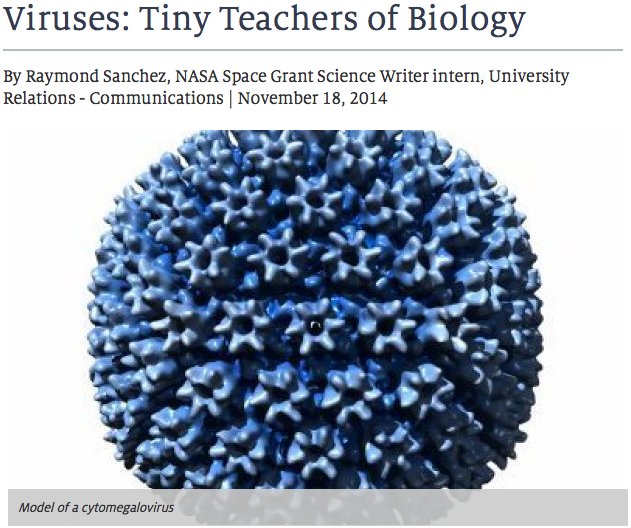 Viruses: Tiny Teachers of Biology
By Raymond Sanchez, NASA Space Grant Science Writer intern, University
Relations - Communications | November 18, 2014
Model of a cytomegalovirus